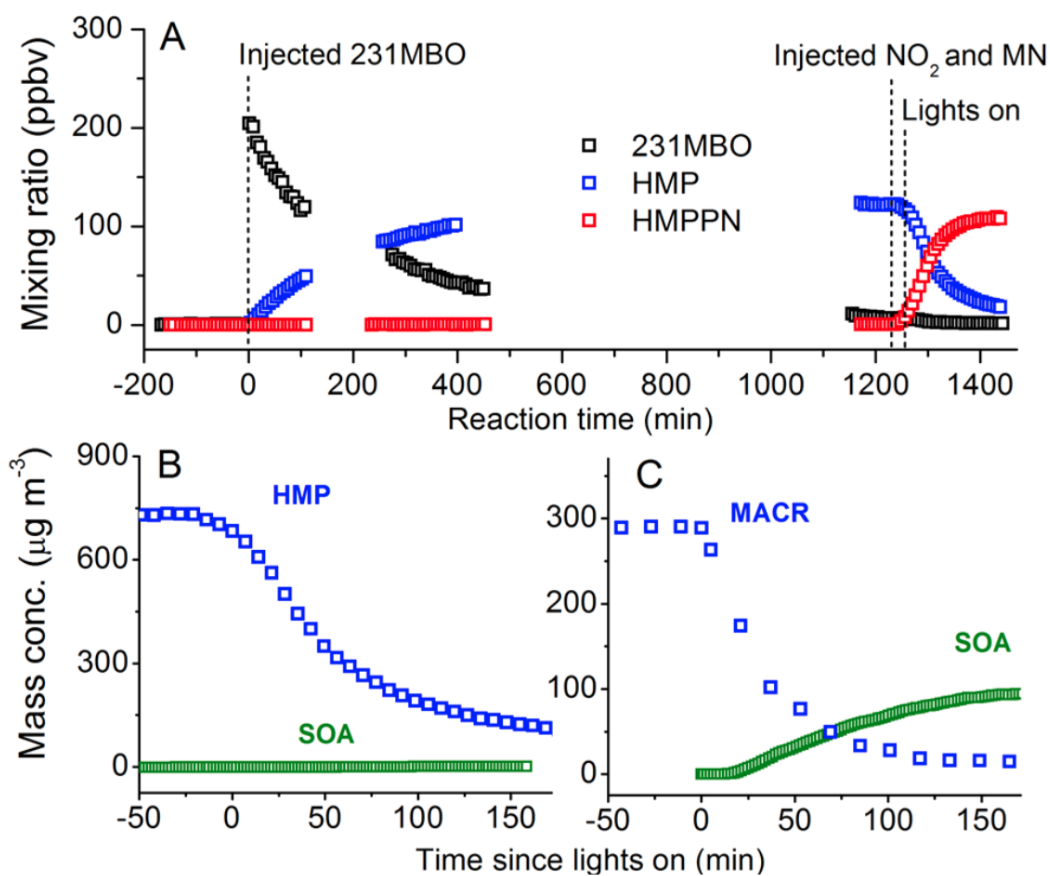 A
Injected 231MBO
Injected NO₂ and MN
Lights on
231MBO
HMP
HMPPN
Mixing ratio (ppbv)
300
200
100
0
-200 0 200 400 600 800 1000 1200 1400
Reaction time (min)
B
HMP
SOA
Mass conc. (μg m⁻³)
900
600
300
0
-50 0 50 100 150
C
MACR
SOA
300
200
100
0
-50 0 50 100 150
Time since lights on (min)